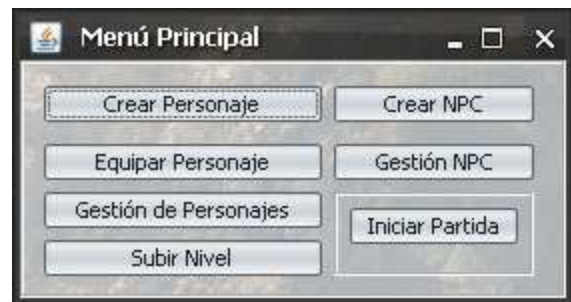 Menú Principal
Crear Personaje
Crear NPC
Equipar Personaje
Gestión NPC
Gestión de Personajes
Iniciar Partida
Subir Nivel